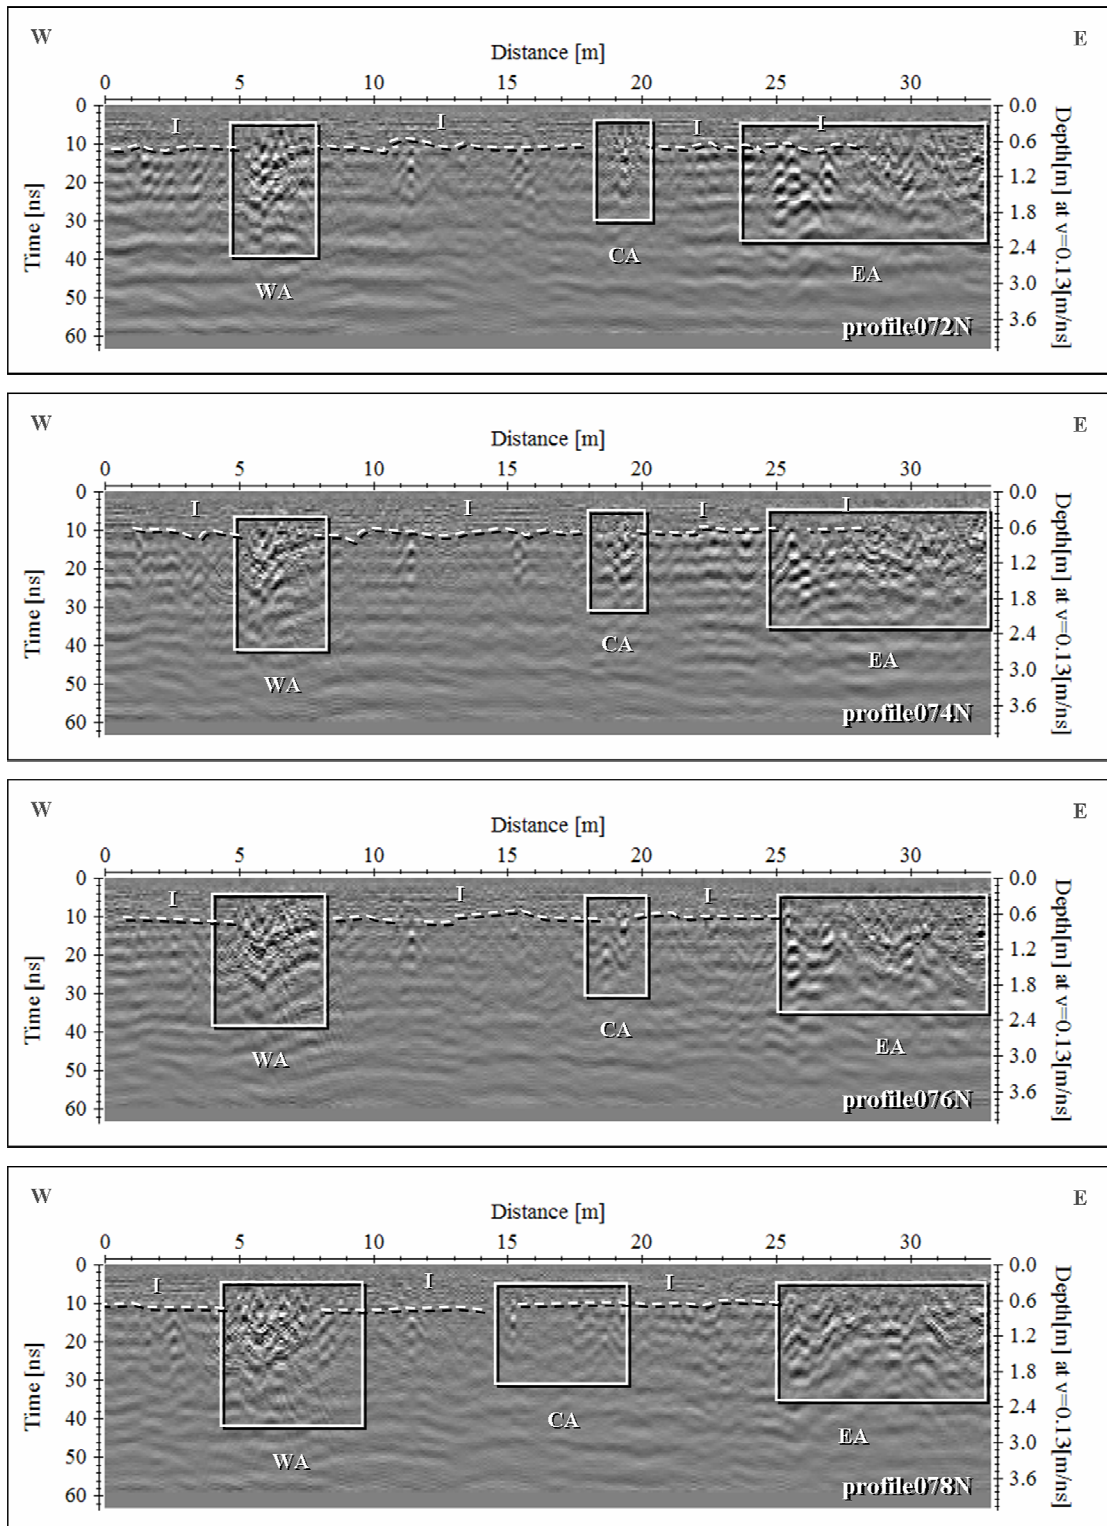 W E
Distance [m]
0 5 10 15 20 25 30
0 10 20 30 40 50 60
Time [ns]
0.0 0.6 1.2 1.8 2.4 3.0 3.6
Depth[m] at v=0.13[m/ns]
I I I I
WA CA EA
profile072N
W E
Distance [m]
0 5 10 15 20 25 30
0 10 20 30 40 50 60
Time [ns]
0.0 0.6 1.2 1.8 2.4 3.0 3.6
Depth[m] at v=0.13[m/ns]
I I I I
WA CA EA
profile074N
W E
Distance [m]
0 5 10 15 20 25 30
0 10 20 30 40 50 60
Time [ns]
0.0 0.6 1.2 1.8 2.4 3.0 3.6
Depth[m] at v=0.13[m/ns]
I I I
WA CA EA
profile076N
W E
Distance [m]
0 5 10 15 20 25 30
0 10 20 30 40 50 60
Time [ns]
0.0 0.6 1.2 1.8 2.4 3.0 3.6
Depth[m] at v=0.13[m/ns]
I I I
WA CA EA
profile078N